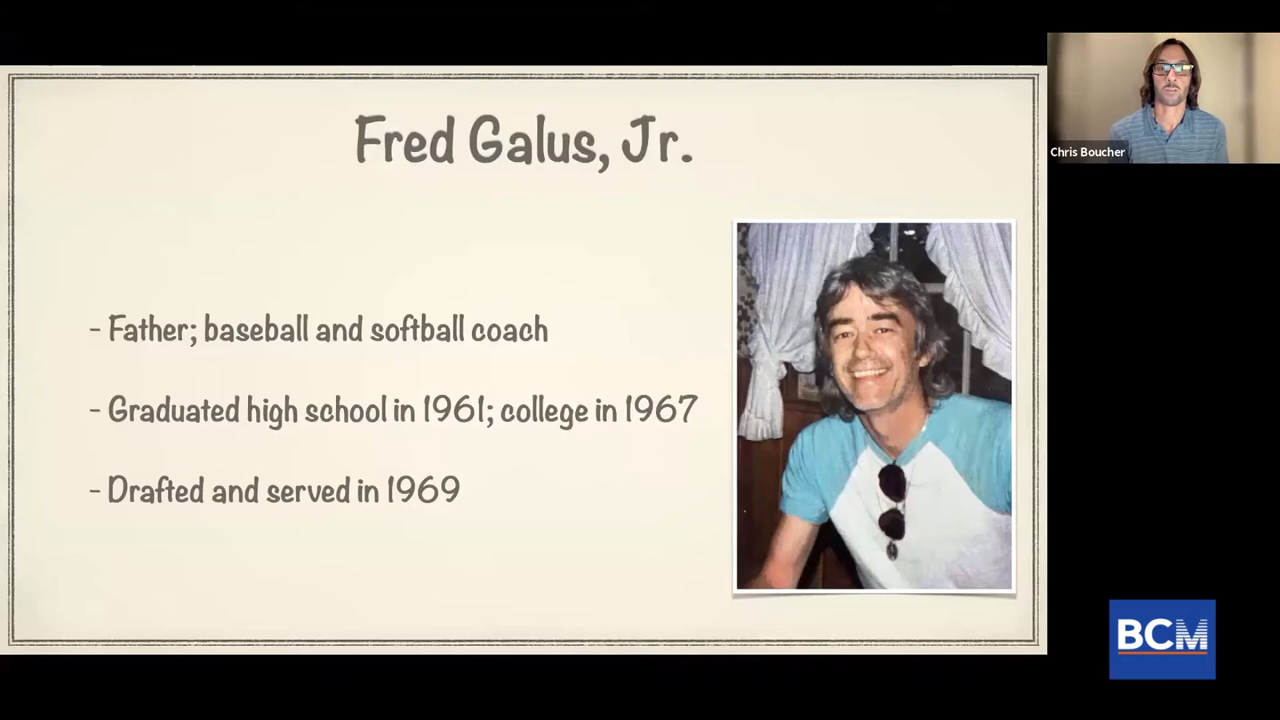 Fred Galus, Jr.
- Father; baseball and softball coach
- Graduated high school in 1961; college in 1967
- Drafted and served in 1969
Chris Boucher
BCM